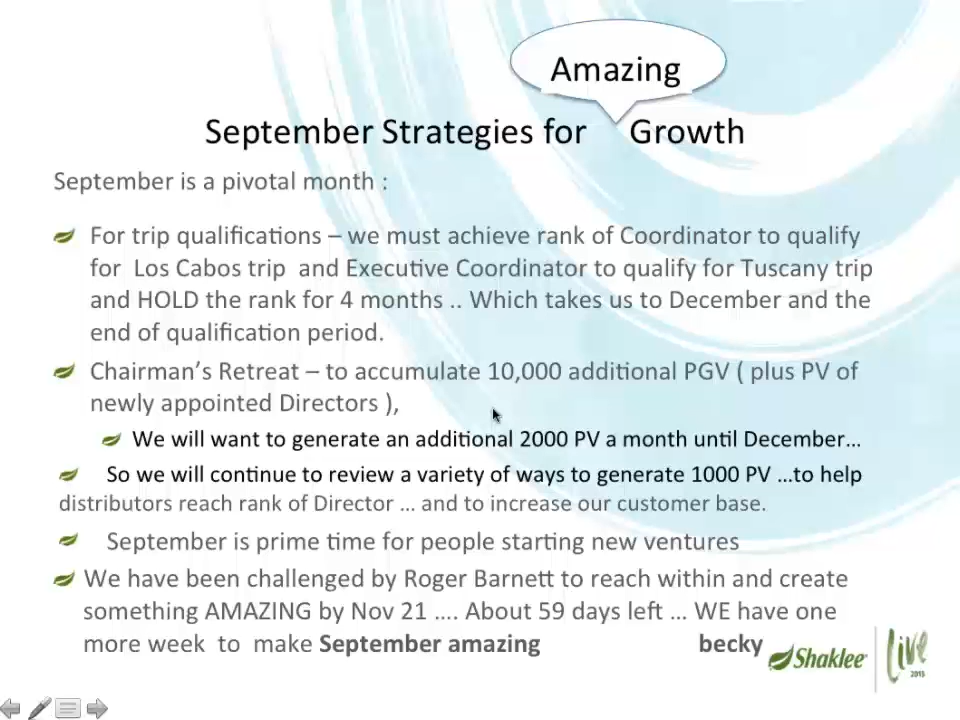 Amazing
September Strategies for Growth
September is a pivotal month :
For trip qualifications – we must achieve rank of Coordinator to qualify
for Los Cabos trip and Executive Coordinator to qualify for Tuscany trip
and HOLD the rank for 4 months .. Which takes us to December and the
end of qualification period.
Chairman’s Retreat – to accumulate 10,000 additional PGV ( plus PV of
newly appointed Directors ),
We will want to generate an additional 2000 PV a month until December…
So we will continue to review a variety of ways to generate 1000 PV …to help
distributors reach rank of Director … and to increase our customer base.
September is prime time for people starting new ventures
We have been challenged by Roger Barnett to reach within and create
something AMAZING by Nov 21 …. About 59 days left … WE have one
more week to make September amazing becky
Shaklee Live
2015